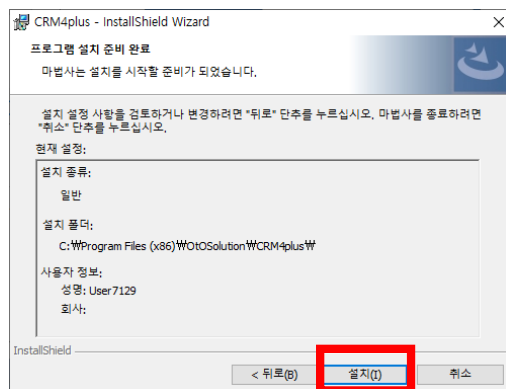 CRM4plus - InstallShield Wizard
프로그램 설치 준비 완료
마법사는 설치를 시작할 준비가 되었습니다.
설치 설정 사항을 검토하거나 변경하려면 "뒤로" 단추를 누르십시오. 마법사를 종료하려면
"취소" 단추를 누르십시오.
현재 설정:
설치 종류:
일반
설치 폴더:
C:₩Program Files (x86)₩OtOSolution₩CRM4plus₩
사용자 정보:
성명: User7129
회사:
InstallShield
< 뒤로(B)
설치(I)
취소